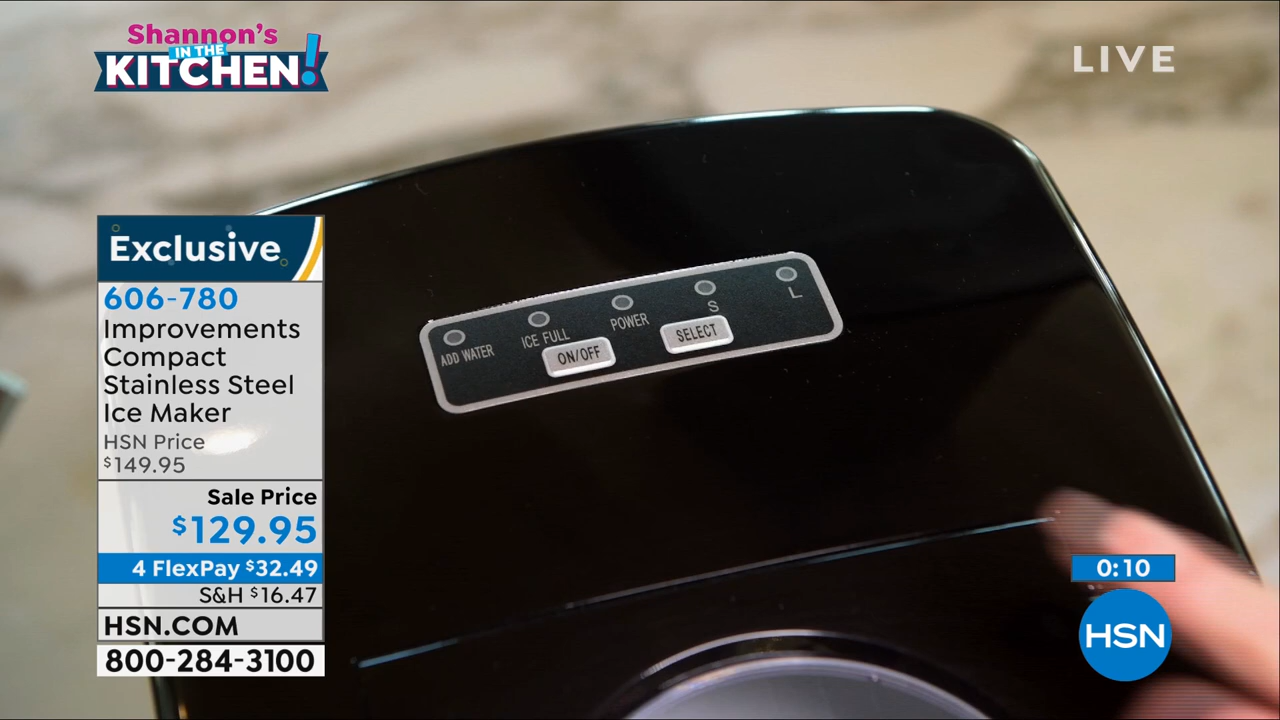 Shannon's
IN THE
KITCHEN!
LIVE
Exclusive
606-780
Improvements
Compact
Stainless Steel
Ice Maker
HSN Price
$149.95
Sale Price
$129.95
4 FlexPay $32.49
S&H $16.47
HSN.COM
800-284-3100
ADD WATER
ICE FULL
POWER
S
L
ON/OFF
SELECT
0:10
HSN